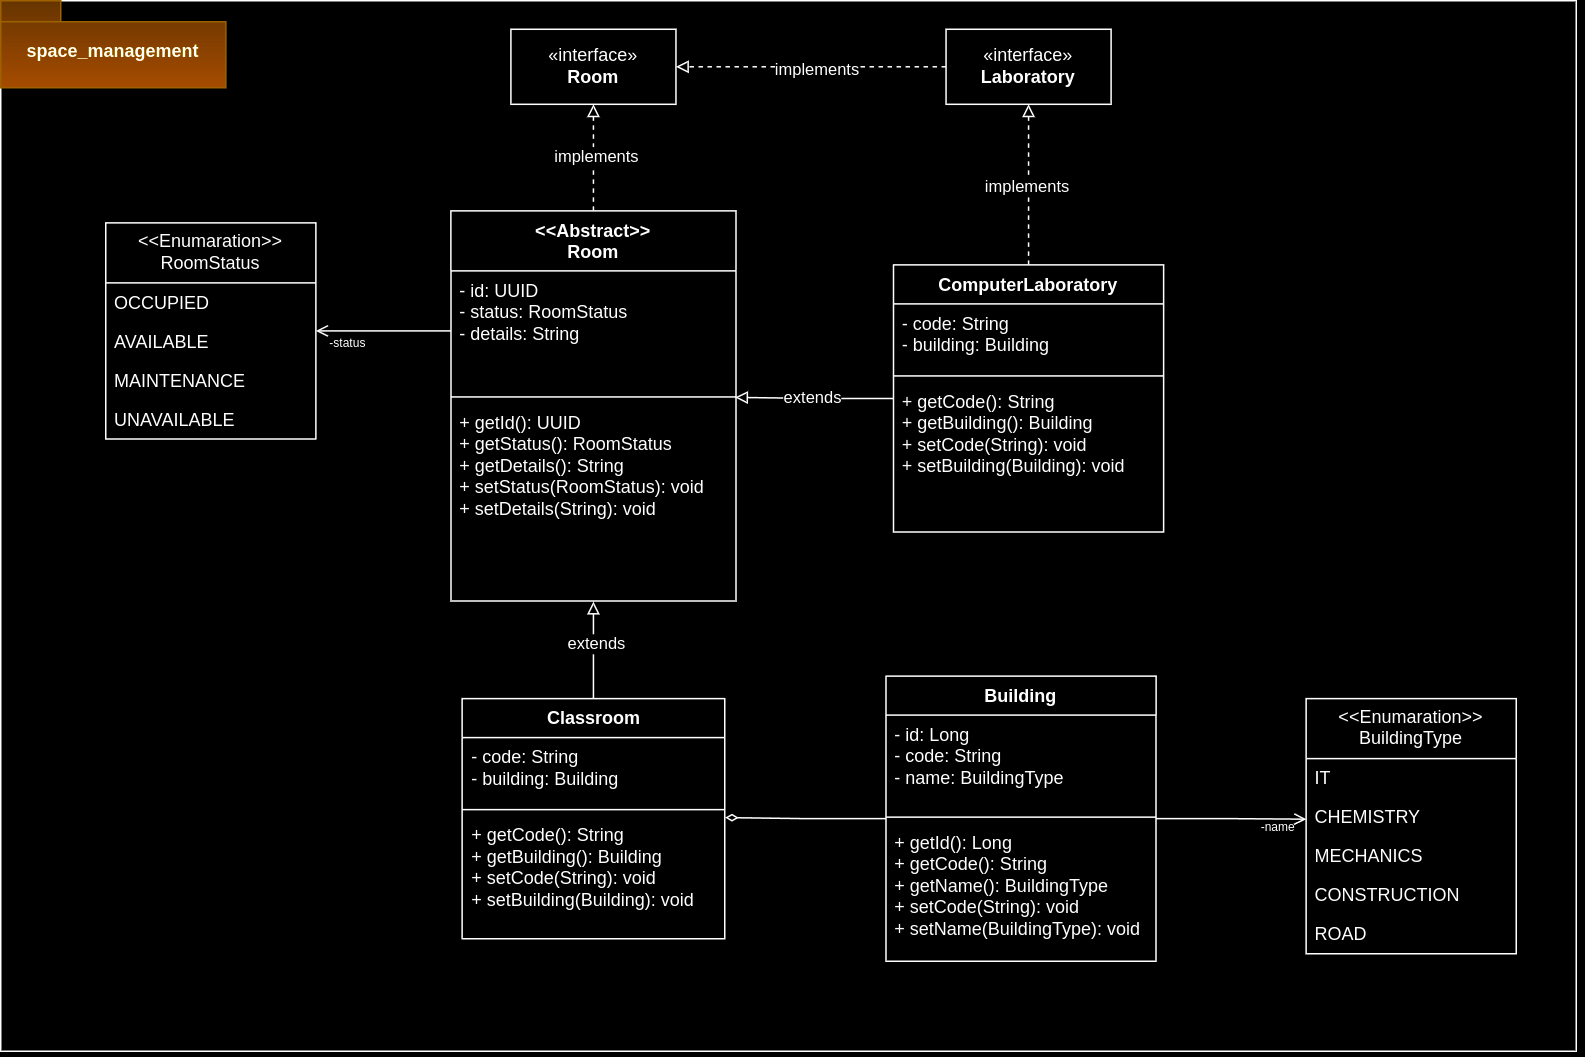 space_management
«interface»
Room
implements
«interface»
Laboratory
implements
implements
<<Enumaration>>
RoomStatus
OCCUPIED
AVAILABLE
MAINTENANCE
UNAVAILABLE
-status
<<Abstract>>
Room
- id: UUID
- status: RoomStatus
- details: String
+ getId(): UUID
+ getStatus(): RoomStatus
+ getDetails(): String
+ setStatus(RoomStatus): void
+ setDetails(String): void
extends
ComputerLaboratory
- code: String
- building: Building
+ getCode(): String
+ getBuilding(): Building
+ setCode(String): void
+ setBuilding(Building): void
extends
Classroom
- code: String
- building: Building
+ getCode(): String
+ getBuilding(): Building
+ setCode(String): void
+ setBuilding(Building): void
Building
- id: Long
- code: String
- name: BuildingType
+ getId(): Long
+ getCode(): String
+ getName(): BuildingType
+ setCode(String): void
+ setName(BuildingType): void
-name
<<Enumaration>>
BuildingType
IT
CHEMISTRY
MECHANICS
CONSTRUCTION
ROAD